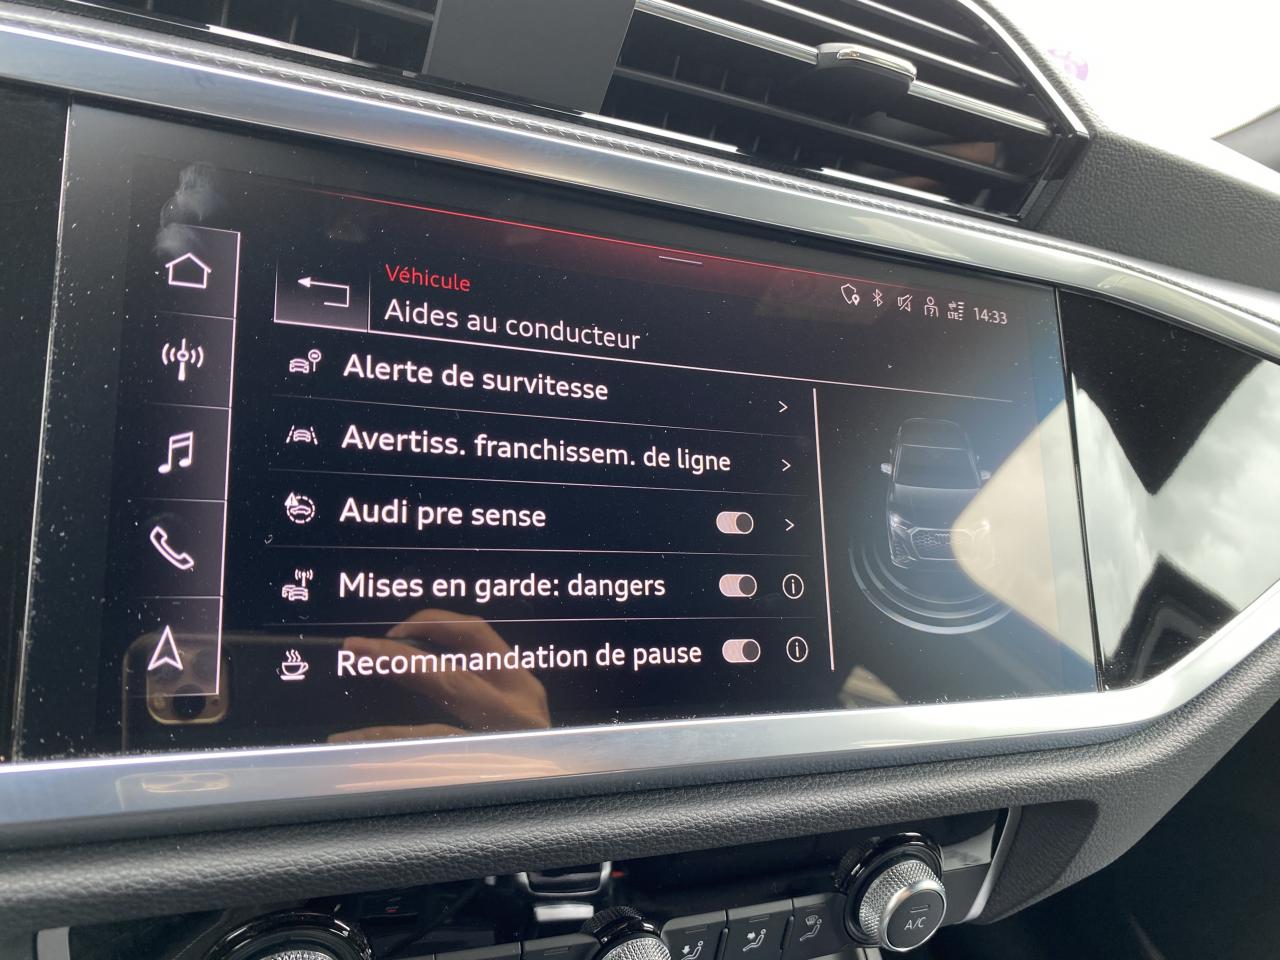 Véhicule
Aides au conducteur
LTE
14:33
Alerte de survitesse
Avertiss. franchissem. de ligne
Audi pre sense
Mises en garde: dangers
Recommandation de pause
A/C